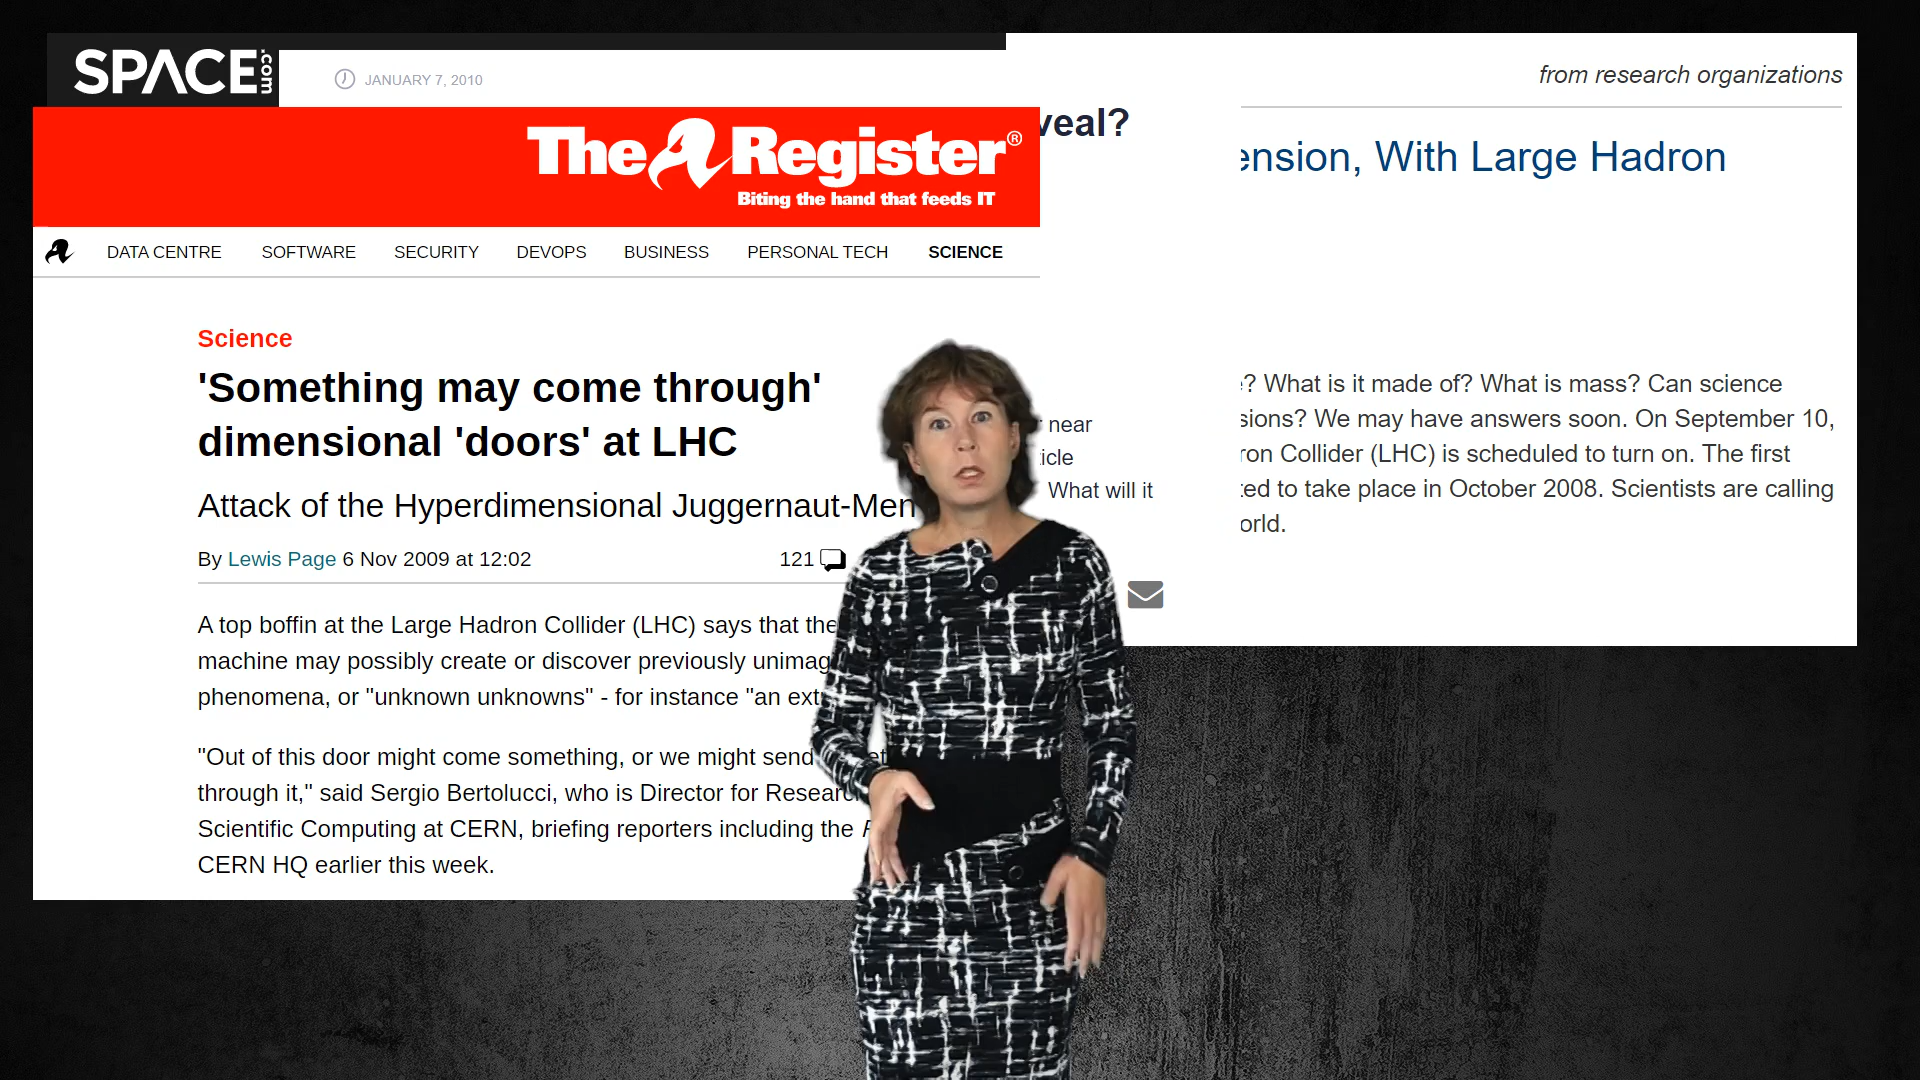 SPACE.com
JANUARY 7, 2010
from research organizations
The Register®
Biting the hand that feeds IT
veal?
ension, With Large Hadron
DATA CENTRE SOFTWARE SECURITY DEVOPS BUSINESS PERSONAL TECH SCIENCE
Science
'Something may come through'
dimensional 'doors' at LHC
Attack of the Hyperdimensional Juggernaut-Men
By Lewis Page 6 Nov 2009 at 12:02
121
A top boffin at the Large Hadron Collider (LHC) says that the
machine may possibly create or discover previously unimag
phenomena, or "unknown unknowns" - for instance "an ext
"Out of this door might come something, or we might send
through it," said Sergio Bertolucci, who is Director for Research
Scientific Computing at CERN, briefing reporters including the
CERN HQ earlier this week.
near
icle
What will it
? What is it made of? What is mass? Can science
sions? We may have answers soon. On September 10,
ron Collider (LHC) is scheduled to turn on. The first
ted to take place in October 2008. Scientists are calling
orld.